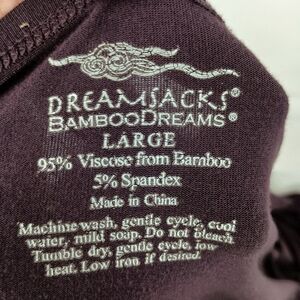 DREAMSACKS®
BAMBOODREAMS®
LARGE
95% Viscose from Bamboo
5% Spandex
Made in China
Machine wash, gentle cycle, cool
water, mild soap. Do not bleach.
Tumble dry, gentle cycle, low
heat. Low iron if desired.